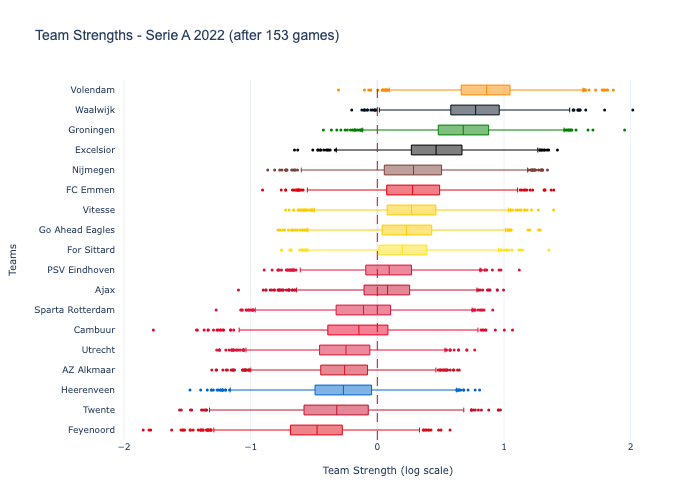 Team Strengths - Serie A 2022 (after 153 games)
Teams
Volendam
Waalwijk
Groningen
Excelsior
Nijmegen
FC Emmen
Vitesse
Go Ahead Eagles
For Sittard
PSV Eindhoven
Ajax
Sparta Rotterdam
Cambuur
Utrecht
AZ Alkmaar
Heerenveen
Twente
Feyenoord
−2 −1 0 1 2
Team Strength (log scale)